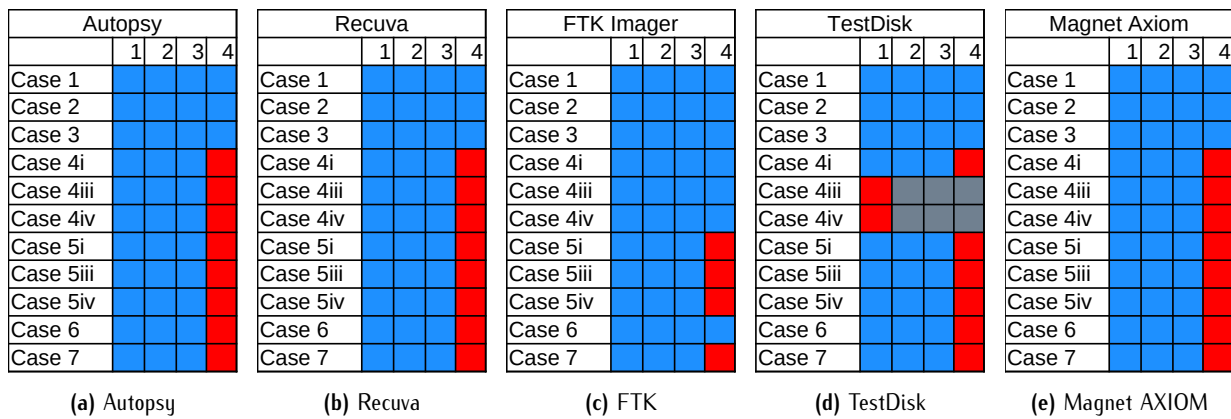 Autopsy
1 2 3 4
Case 1
Case 2
Case 3
Case 4i
Case 4iii
Case 4iv
Case 5i
Case 5iii
Case 5iv
Case 6
Case 7
(a) Autopsy
Recuva
1 2 3 4
Case 1
Case 2
Case 3
Case 4i
Case 4iii
Case 4iv
Case 5i
Case 5iii
Case 5iv
Case 6
Case 7
(b) Recuva
FTK Imager
1 2 3 4
Case 1
Case 2
Case 3
Case 4i
Case 4iii
Case 4iv
Case 5i
Case 5iii
Case 5iv
Case 6
Case 7
(c) FTK
TestDisk
1 2 3 4
Case 1
Case 2
Case 3
Case 4i
Case 4iii
Case 4iv
Case 5i
Case 5iii
Case 5iv
Case 6
Case 7
(d) TestDisk
Magnet Axiom
1 2 3 4
Case 1
Case 2
Case 3
Case 4i
Case 4iii
Case 4iv
Case 5i
Case 5iii
Case 5iv
Case 6
Case 7
(e) Magnet AXIOM